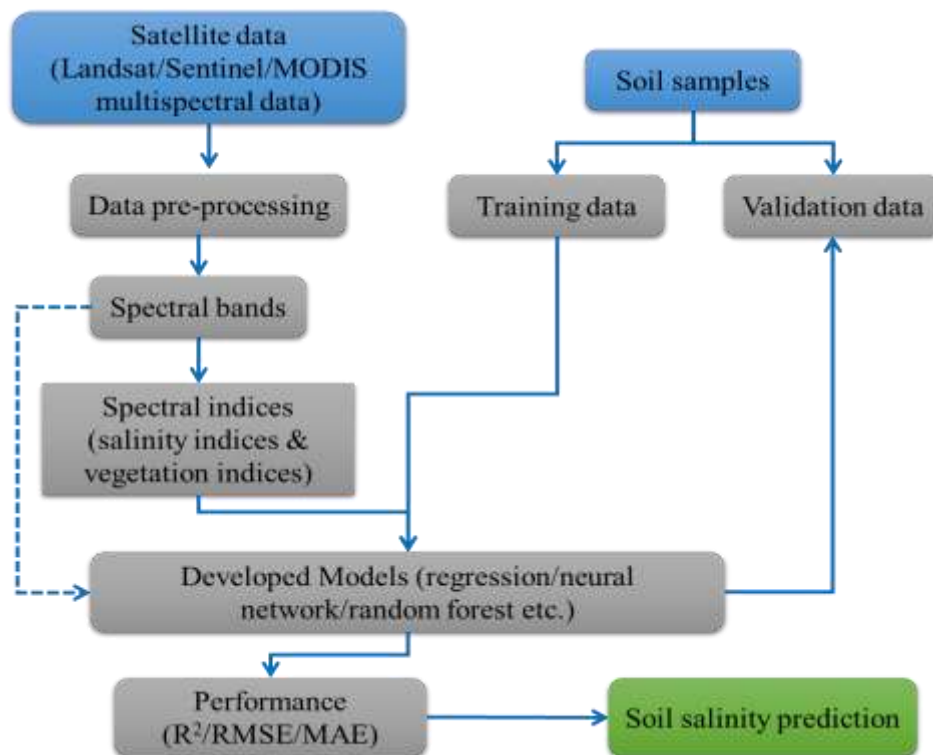 Satellite data
(Landsat/Sentinel/MODIS
multispectral data)
Soil samples
Data pre-processing
Training data
Validation data
Spectral bands
Spectral indices
(salinity indices &
vegetation indices)
Developed Models (regression/neural
network/random forest etc.)
Performance
(R²/RMSE/MAE)
Soil salinity prediction